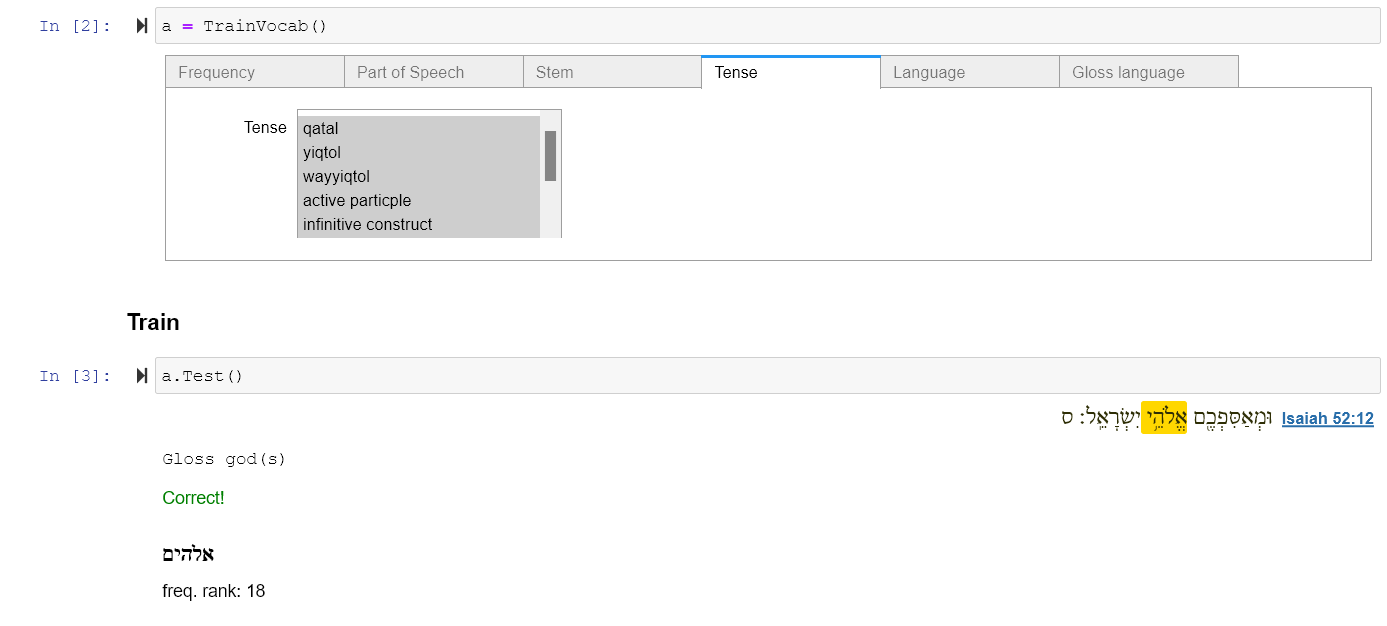 In [2]: a = TrainVocab()
Frequency Part of Speech Stem Tense Language Gloss language
Tense
qatal
yiqtol
wayyiqtol
active particple
infinitive construct
Train
In [3]: a.Test()
Isaiah 52:12 וּמְאַסִּפְכֶ֖ם אֱלֹהֵ֥י יִשְׂרָאֵֽל׃ ס
Gloss god(s)
Correct!
אלהים
freq. rank: 18